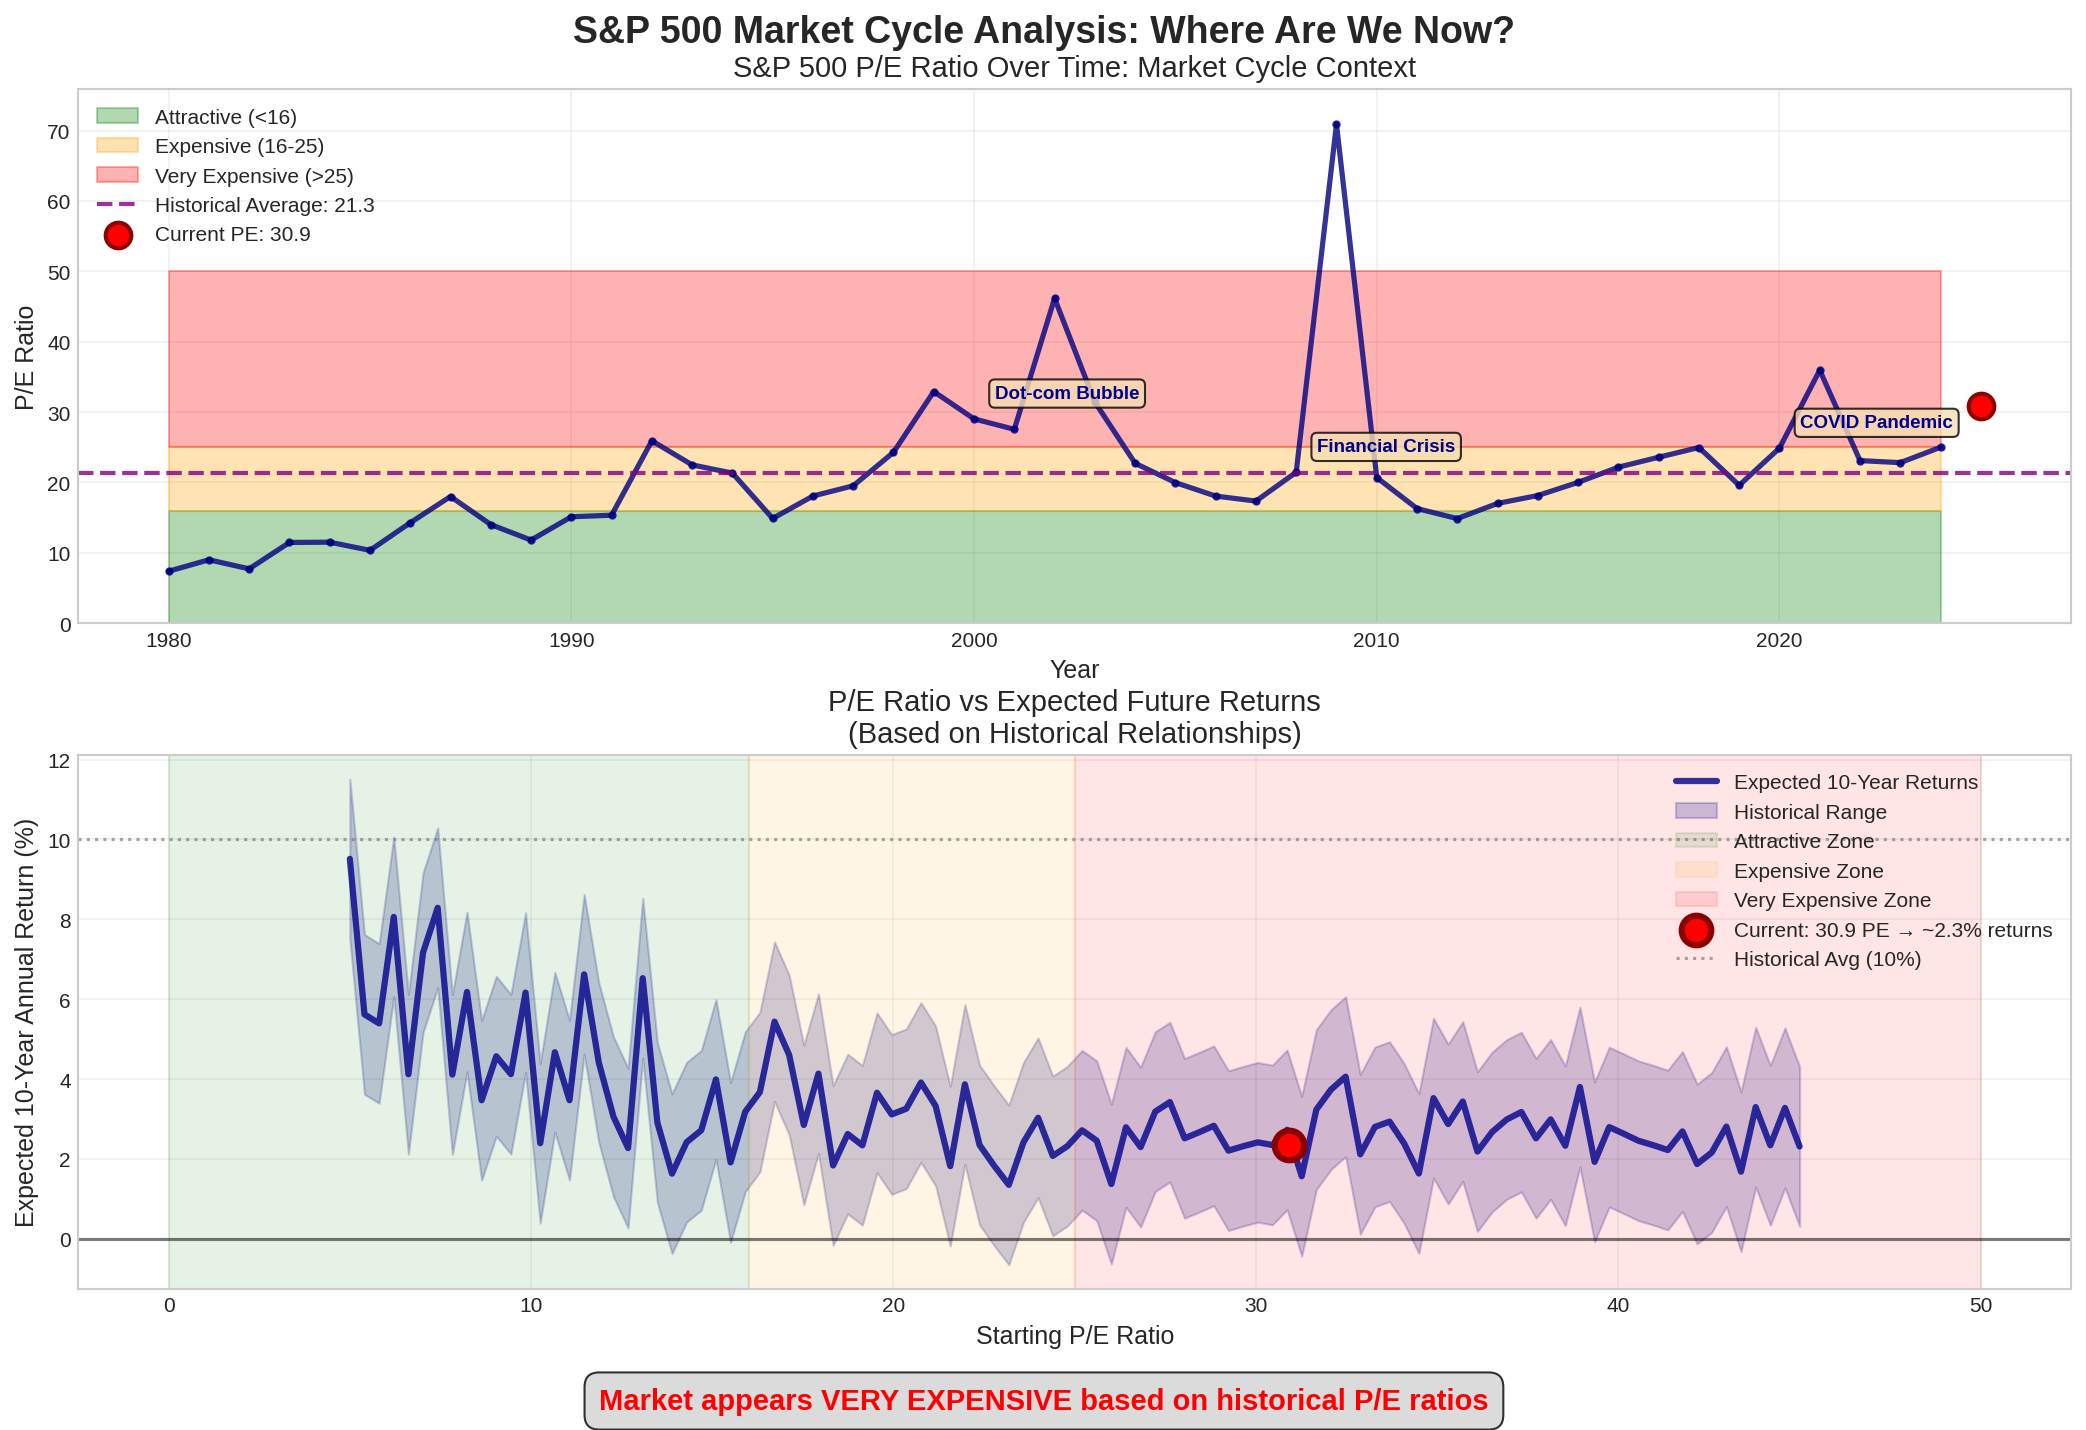 S&P 500 Market Cycle Analysis: Where Are We Now?
S&P 500 P/E Ratio Over Time: Market Cycle Context
Attractive (<16)
Expensive (16-25)
Very Expensive (>25)
Historical Average: 21.3
Current PE: 30.9
P/E Ratio
70
60
50
40
30
20
10
0
Dot-com Bubble
Financial Crisis
COVID Pandemic
1980
1990
2000
2010
2020
Year
P/E Ratio vs Expected Future Returns
(Based on Historical Relationships)
Expected 10-Year Annual Return (%)
12
10
8
6
4
2
0
Expected 10-Year Returns
Historical Range
Attractive Zone
Expensive Zone
Very Expensive Zone
Current: 30.9 PE → ~2.3% returns
Historical Avg (10%)
0
10
20
30
40
50
Starting P/E Ratio
Market appears VERY EXPENSIVE based on historical P/E ratios